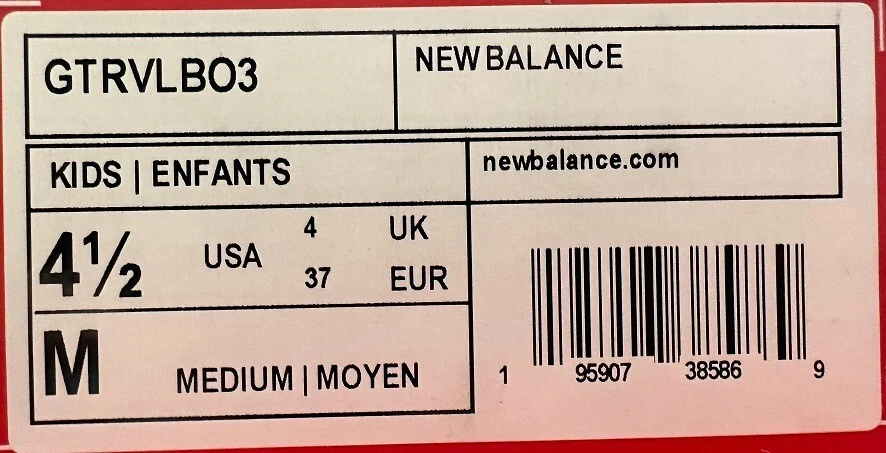 GTRVLBO3
NEW BALANCE
KIDS | ENFANTS
newbalance.com
4½ USA 4 UK
37 EUR
M MEDIUM | MOYEN
1 95907 38586 9